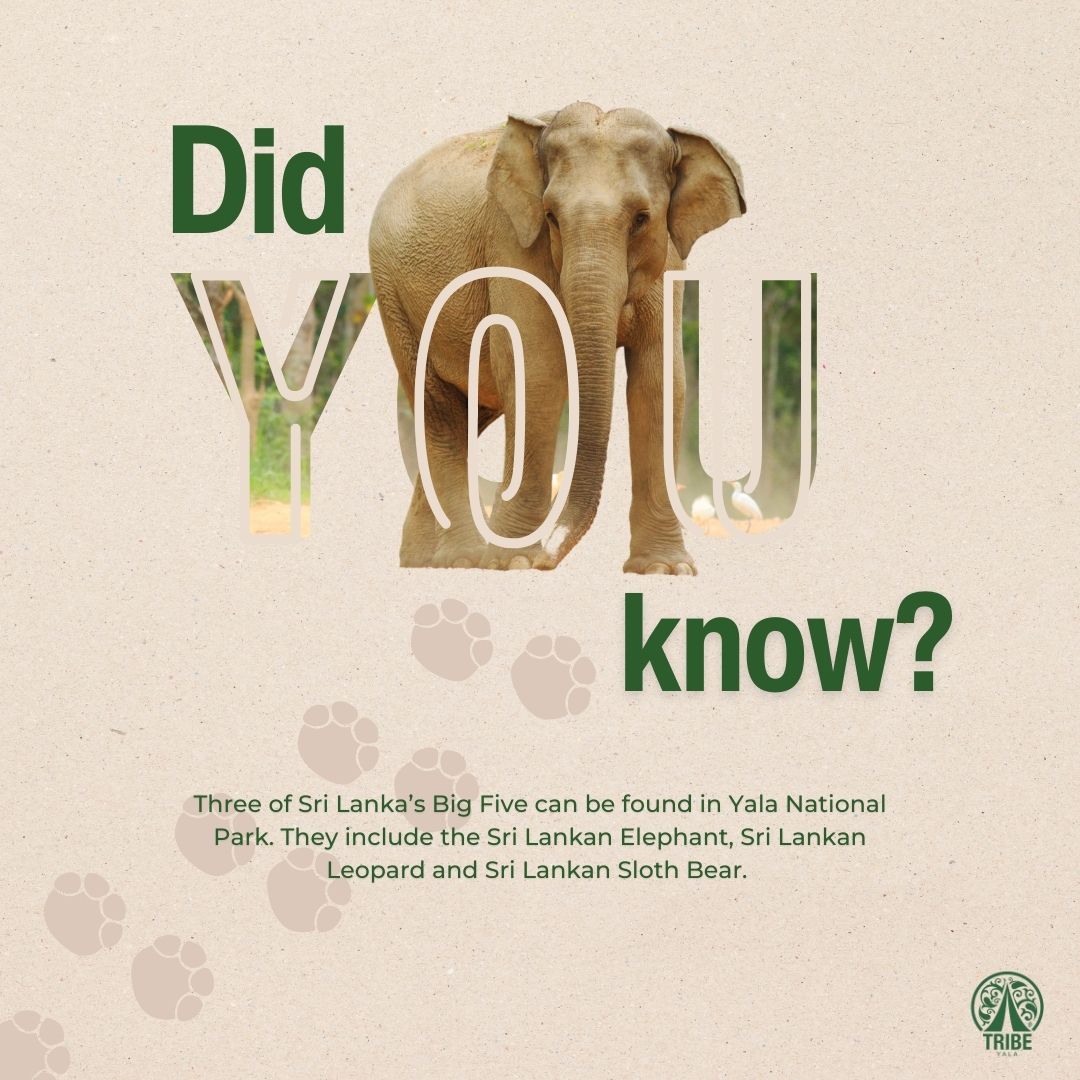 Did
YOU
know?
Three of Sri Lanka’s Big Five can be found in Yala National
Park. They include the Sri Lankan Elephant, Sri Lankan
Leopard and Sri Lankan Sloth Bear.
TRIBE
YALA